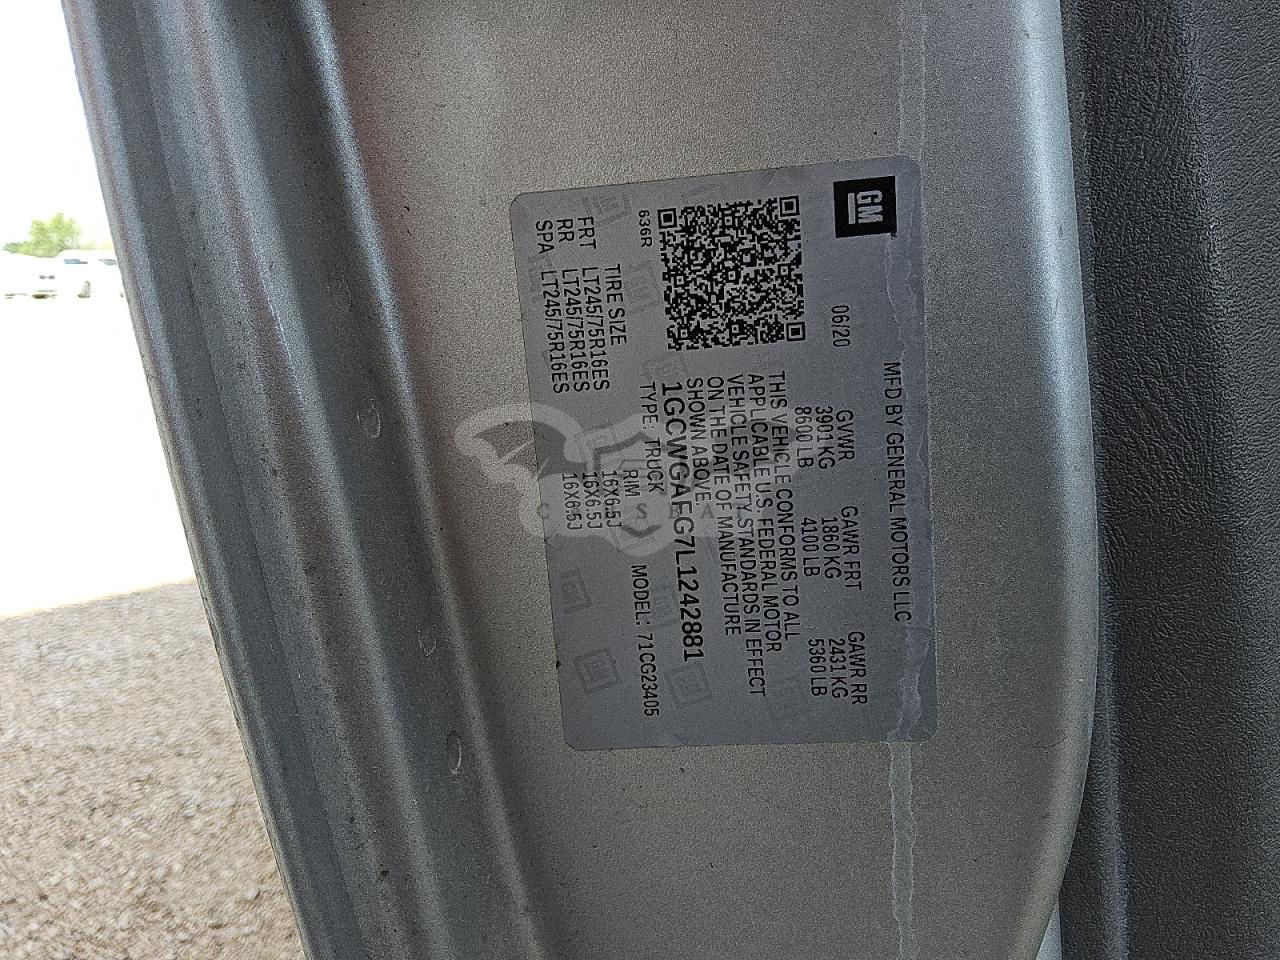 GM
MFD BY GENERAL MOTORS LLC
06/20 GVWR GAWR FRT GAWR RR
3901 KG 1860 KG 2431 KG
8600 LB 4100 LB 5360 LB
THIS VEHICLE CONFORMS TO ALL
APPLICABLE U.S. FEDERAL MOTOR
VEHICLE SAFETY STANDARDS IN EFFECT
ON THE DATE OF MANUFACTURE
SHOWN ABOVE.
1GCWGAFG7L1242881
636R TYPE: TRUCK MODEL: 71CG23405
TIRE SIZE RIM
FRT LT245/75R16ES 16X6.5J
RR LT245/75R16ES 16X6.5J
SPA LT245/75R16ES 16X6.5J